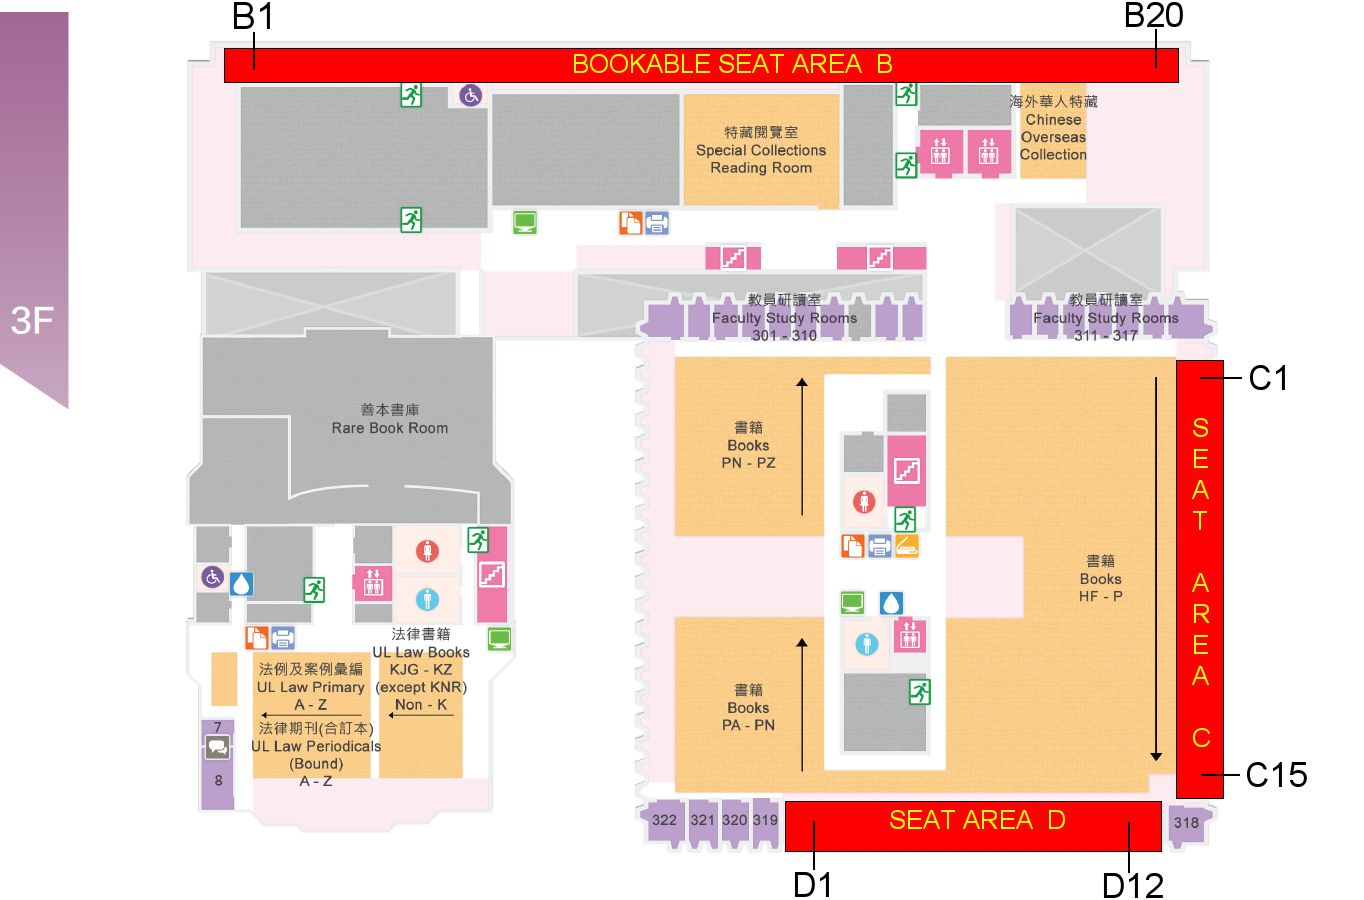 B1
B20
BOOKABLE SEAT AREA B
3F
特藏閱覽室
Special Collections
Reading Room
海外華人特藏
Chinese
Overseas
Collection
教員研讀室
Faculty Study Rooms
301 - 310
教員研讀室
Faculty Study Rooms
311 - 317
善本書庫
Rare Book Room
書籍
Books
PN - PZ
書籍
Books
HF - P
書籍
Books
PA - PN
C1
SEAT AREA C
C15
法律書籍
UL Law Books
KJG - KZ
(except KNR)
Non - K
法例及案例彙編
UL Law Primary
A - Z
法律期刊(合訂本)
UL Law Periodicals
(Bound)
A - Z
7
8
322
321
320
319
SEAT AREA D
318
D1
D12